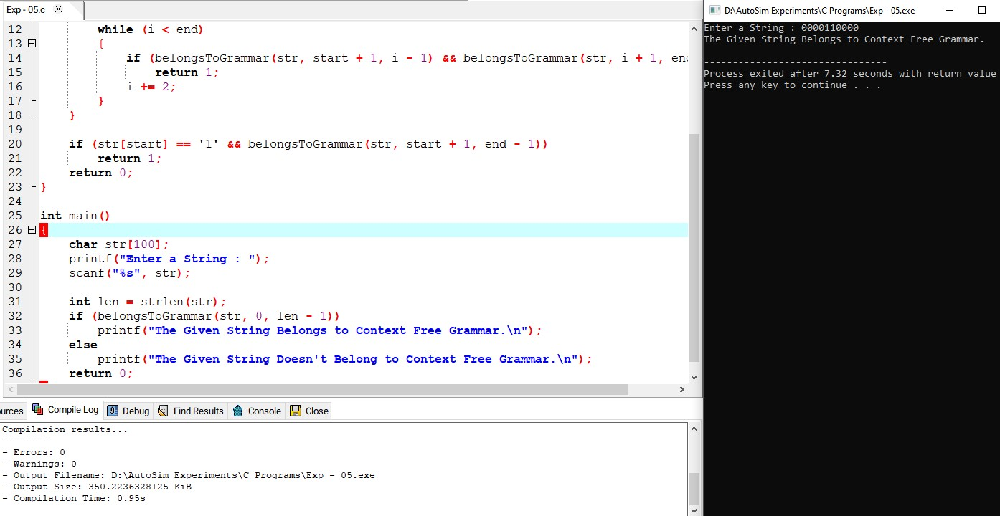 Exp - 05.c
12 while (i < end)
13 {
14 if (belongsToGrammar(str, start + 1, i - 1) && belongsToGrammar(str, i + 1,
15 return 1;
16 i += 2;
17 }
18 }
19
20 if (str[start] == '1' && belongsToGrammar(str, start + 1, end - 1))
21 return 1;
22 return 0;
23 }
24
25 int main()
26 {
27 char str[100];
28 printf("Enter a String : ");
29 scanf("%s", str);
30
31 int len = strlen(str);
32 if (belongsToGrammar(str, 0, len - 1))
33 printf("The Given String Belongs to Context Free Grammar.\n");
34 else
35 printf("The Given String Doesn't Belong to Context Free Grammar.\n");
36 return 0;
Compile Log Debug Find Results Console Close
Compilation results...
--------
- Errors: 0
- Warnings: 0
- Output Filename: D:\AutoSim Experiments\C Programs\Exp - 05.exe
- Output Size: 350.2236328125 KiB
- Compilation Time: 0.95s
D:\AutoSim Experiments\C Programs\Exp - 05.exe
Enter a String : 0000110000
The Given String Belongs to Context Free Grammar.
--------------------------------
Process exited after 7.32 seconds with return value
Press any key to continue . . .